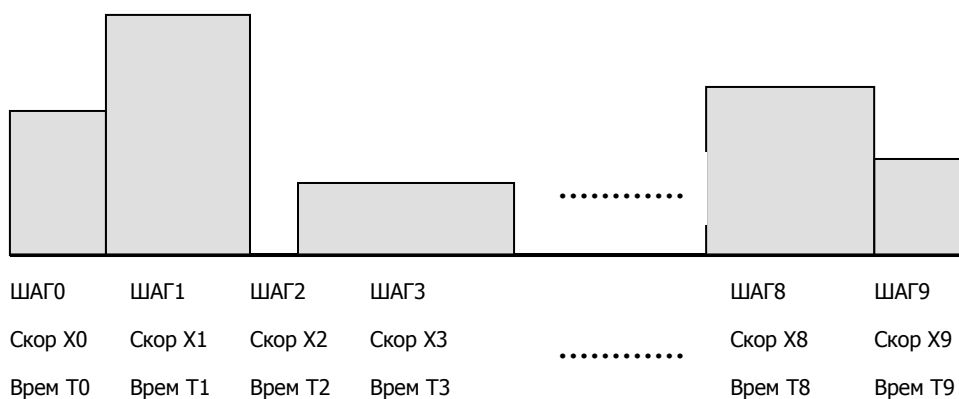 ............
ШАГ0 ШАГ1 ШАГ2 ШАГ3 ШАГ8 ШАГ9
Скор X0 Скор X1 Скор X2 Скор X3 ............ Скор X8 Скор X9
Врем T0 Врем T1 Врем T2 Врем T3 Врем T8 Врем T9